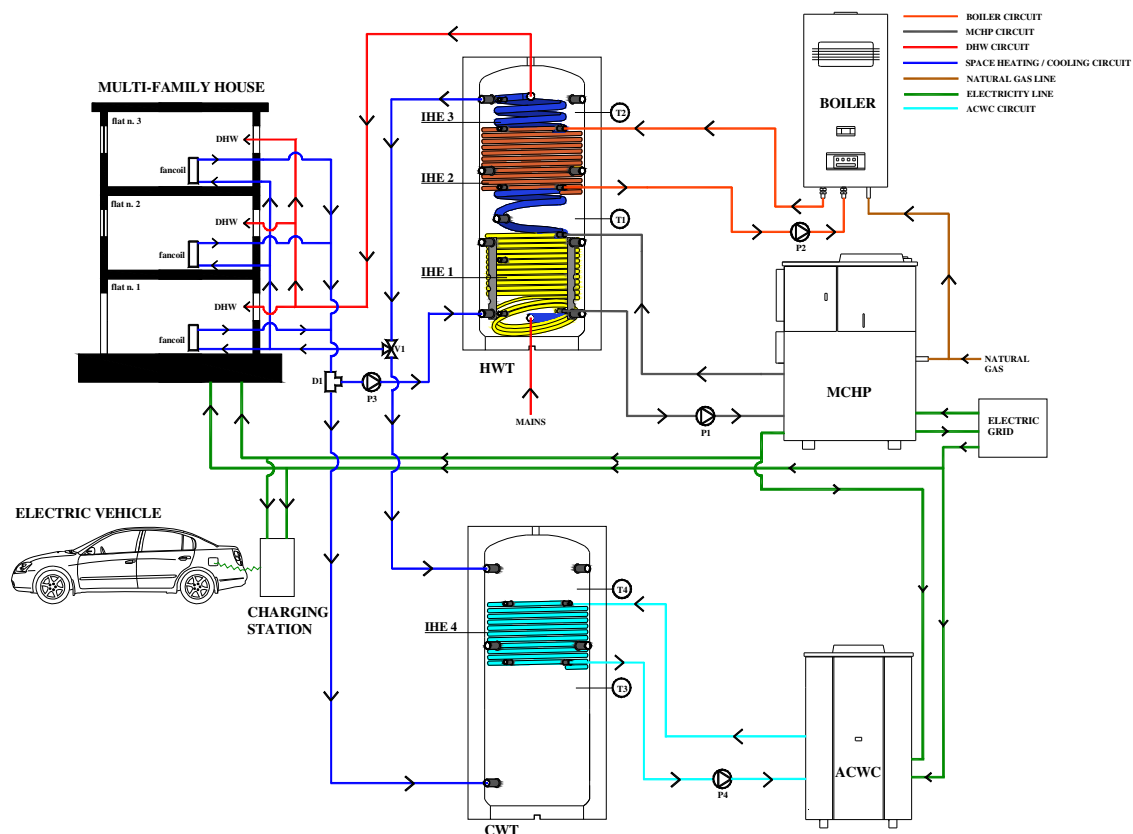 BOILER CIRCUIT
MCHP CIRCUIT
DHW CIRCUIT
SPACE HEATING / COOLING CIRCUIT
NATURAL GAS LINE
ELECTRICITY LINE
ACWC CIRCUIT
MULTI-FAMILY HOUSE
flat n. 3
DHW
fancoil
flat n. 2
DHW
fancoil
flat n. 1
DHW
fancoil
IHE 3
T2
IHE 2
T1
IHE 1
HWT
MAINS
BOILER
P2
MCHP
NATURAL
GAS
P1
ELECTRIC
GRID
V1
D1
P3
ELECTRIC VEHICLE
CHARGING
STATION
T4
IHE 4
T3
CWT
P4
ACWC